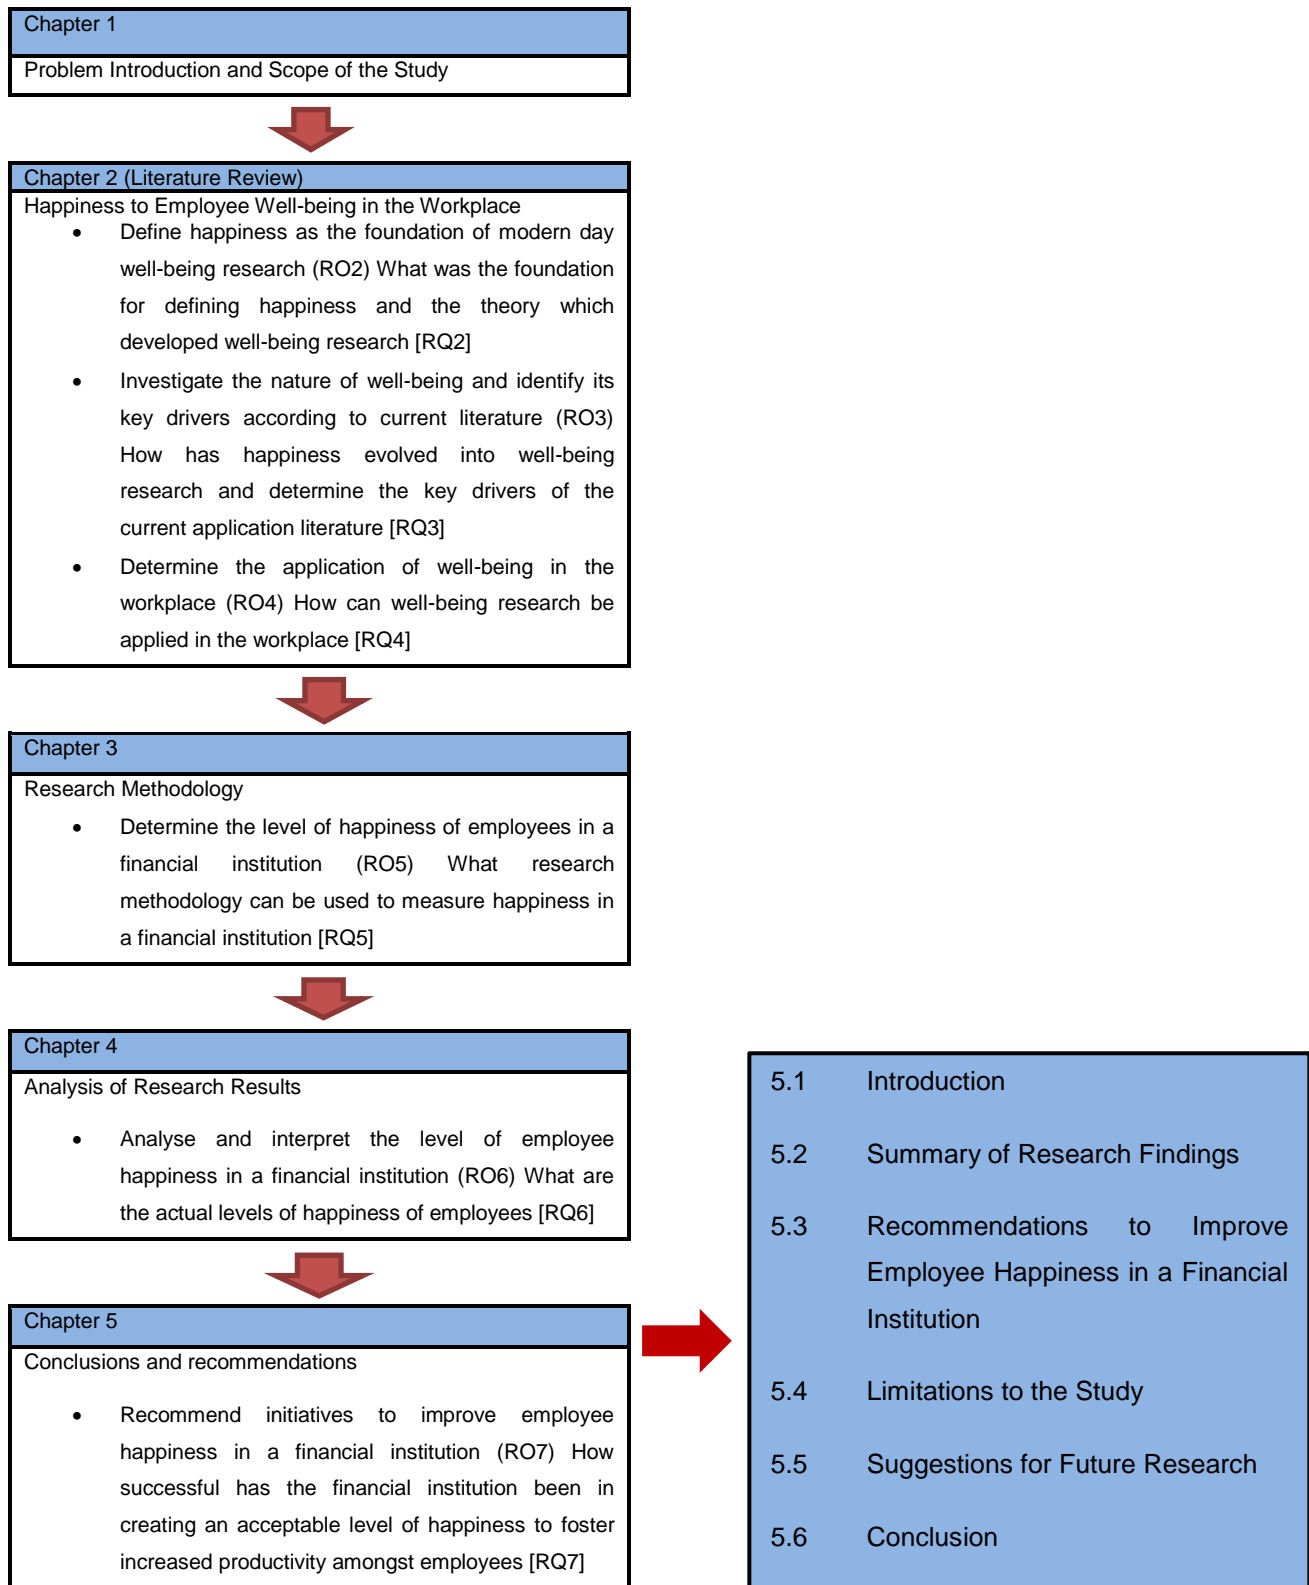 Chapter 1
Problem Introduction and Scope of the Study
Chapter 2 (Literature Review)
Happiness to Employee Well-being in the Workplace
• Define happiness as the foundation of modern day
well-being research (RO2) What was the foundation
for defining happiness and the theory which
developed well-being research [RQ2]
• Investigate the nature of well-being and identify its
key drivers according to current literature (RO3)
How has happiness evolved into well-being
research and determine the key drivers of the
current application literature [RQ3]
• Determine the application of well-being in the
workplace (RO4) How can well-being research be
applied in the workplace [RQ4]
Chapter 3
Research Methodology
• Determine the level of happiness of employees in a
financial institution (RO5) What research
methodology can be used to measure happiness in
a financial institution [RQ5]
Chapter 4
Analysis of Research Results
• Analyse and interpret the level of employee
happiness in a financial institution (RO6) What are
the actual levels of happiness of employees [RQ6]
Chapter 5
Conclusions and recommendations
• Recommend initiatives to improve employee
happiness in a financial institution (RO7) How
successful has the financial institution been in
creating an acceptable level of happiness to foster
increased productivity amongst employees [RQ7]
5.1 Introduction
5.2 Summary of Research Findings
5.3 Recommendations to Improve
Employee Happiness in a Financial
Institution
5.4 Limitations to the Study
5.5 Suggestions for Future Research
5.6 Conclusion